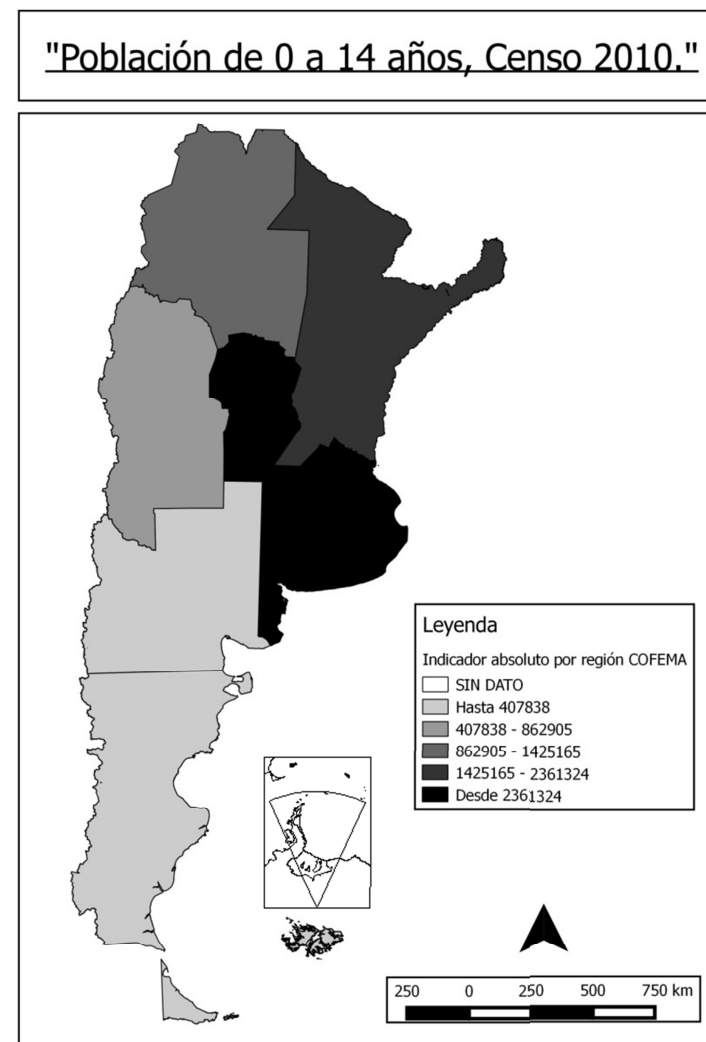 "Población de 0 a 14 años, Censo 2010."
Leyenda
Indicador absoluto por región COFEMA
SIN DATO
Hasta 407838
407838 - 862905
862905 - 1425165
1425165 - 2361324
Desde 2361324
250 0 250 500 750 km